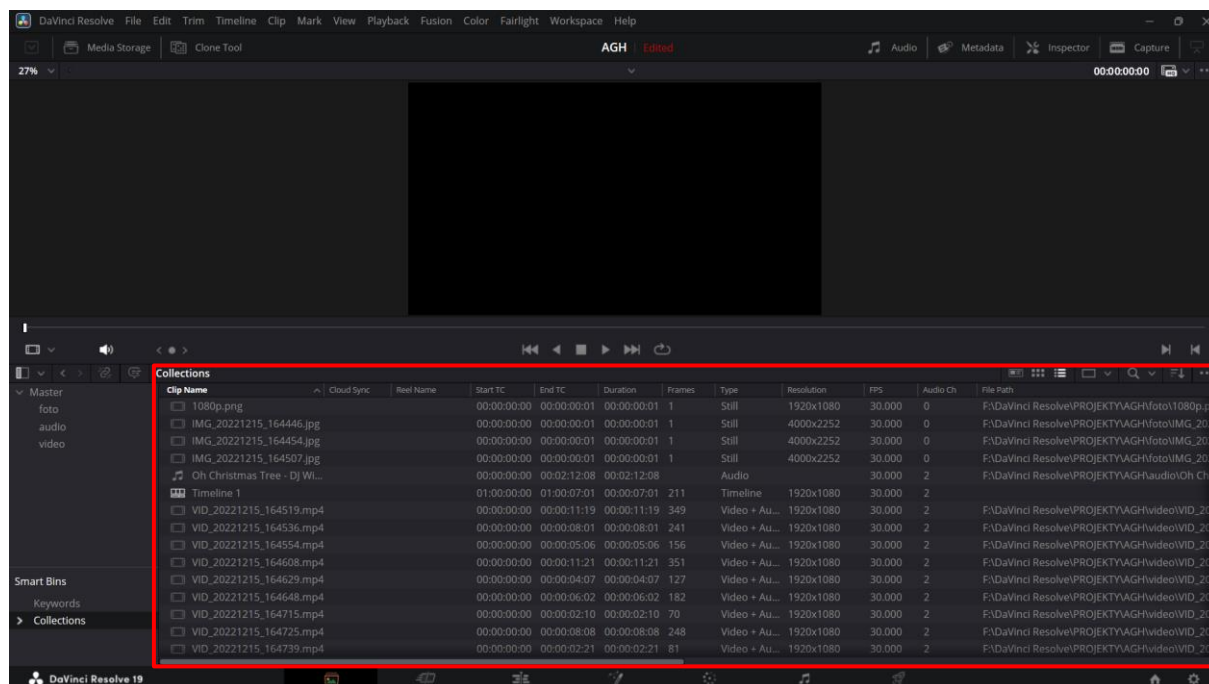 DaVinci Resolve File Edit Trim Timeline Clip Mark View Playback Fusion Color Fairlight Workspace Help
Media Storage Clone Tool AGH Edited Audio Metadata Inspector Capture
27% 00:00:00:00
Collections
Master
foto
audio
video
Smart Bins
Keywords
Collections
Clip Name Cloud Sync Reel Name Start TC End TC Duration Frames Type Resolution FPS Audio Ch File Path
1080p.png 00:00:00:00 00:00:00:01 00:00:00:01 1 Still 1920x1080 30.000 0 F:\DaVinci Resolve\PROJEKTY\AGH\foto\1080p.p
IMG_20221215_164446.jpg 00:00:00:00 00:00:00:01 00:00:00:01 1 Still 4000x2252 30.000 0 F:\DaVinci Resolve\PROJEKTY\AGH\foto\IMG_20
IMG_20221215_164454.jpg 00:00:00:00 00:00:00:01 00:00:00:01 1 Still 4000x2252 30.000 0 F:\DaVinci Resolve\PROJEKTY\AGH\foto\IMG_20
IMG_20221215_164507.jpg 00:00:00:00 00:00:00:01 00:00:00:01 1 Still 4000x2252 30.000 0 F:\DaVinci Resolve\PROJEKTY\AGH\foto\IMG_20
Oh Christmas Tree - DJ Wi... 00:00:00:00 00:02:12:08 00:02:12:08 Audio 30.000 2 F:\DaVinci Resolve\PROJEKTY\AGH\audio\Oh Ch
Timeline 1 01:00:00:00 01:00:07:01 00:00:07:01 211 Timeline 1920x1080 30.000 2
VID_20221215_164519.mp4 00:00:00:00 00:00:11:19 00:00:11:19 349 Video + Au... 1920x1080 30.000 2 F:\DaVinci Resolve\PROJEKTY\AGH\video\VID_20
VID_20221215_164536.mp4 00:00:00:00 00:00:08:01 00:00:08:01 241 Video + Au... 1920x1080 30.000 2 F:\DaVinci Resolve\PROJEKTY\AGH\video\VID_20
VID_20221215_164554.mp4 00:00:00:00 00:00:05:06 00:00:05:06 156 Video + Au... 1920x1080 30.000 2 F:\DaVinci Resolve\PROJEKTY\AGH\video\VID_20
VID_20221215_164608.mp4 00:00:00:00 00:00:11:21 00:00:11:21 351 Video + Au... 1920x1080 30.000 2 F:\DaVinci Resolve\PROJEKTY\AGH\video\VID_20
VID_20221215_164629.mp4 00:00:00:00 00:00:04:07 00:00:04:07 127 Video + Au... 1920x1080 30.000 2 F:\DaVinci Resolve\PROJEKTY\AGH\video\VID_20
VID_20221215_164648.mp4 00:00:00:00 00:00:06:02 00:00:06:02 182 Video + Au... 1920x1080 30.000 2 F:\DaVinci Resolve\PROJEKTY\AGH\video\VID_20
VID_20221215_164715.mp4 00:00:00:00 00:00:02:10 00:00:02:10 70 Video + Au... 1920x1080 30.000 2 F:\DaVinci Resolve\PROJEKTY\AGH\video\VID_20
VID_20221215_164725.mp4 00:00:00:00 00:00:08:08 00:00:08:08 248 Video + Au... 1920x1080 30.000 2 F:\DaVinci Resolve\PROJEKTY\AGH\video\VID_20
VID_20221215_164739.mp4 00:00:00:00 00:00:02:21 00:00:02:21 81 Video + Au... 1920x1080 30.000 2 F:\DaVinci Resolve\PROJEKTY\AGH\video\VID_20
DaVinci Resolve 19